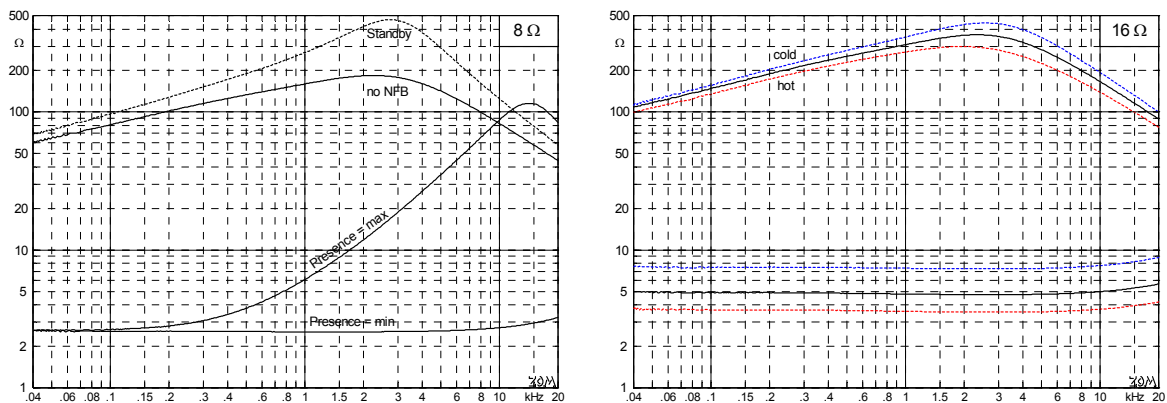 500
Ω
200
100
50
20
10
5
2
1
8 Ω
Standby
no NFB
Presence = max
Presence = min
.04 .06 .08 .1 .15 .2 .3 .4 .6 .8 1 1.5 2 3 4 6 8 10 kHz 20
500
Ω
200
100
50
20
10
5
2
1
16 Ω
cold
hot
.04 .06 .08 .1 .15 .2 .3 .4 .6 .8 1 1.5 2 3 4 6 8 10 kHz 20